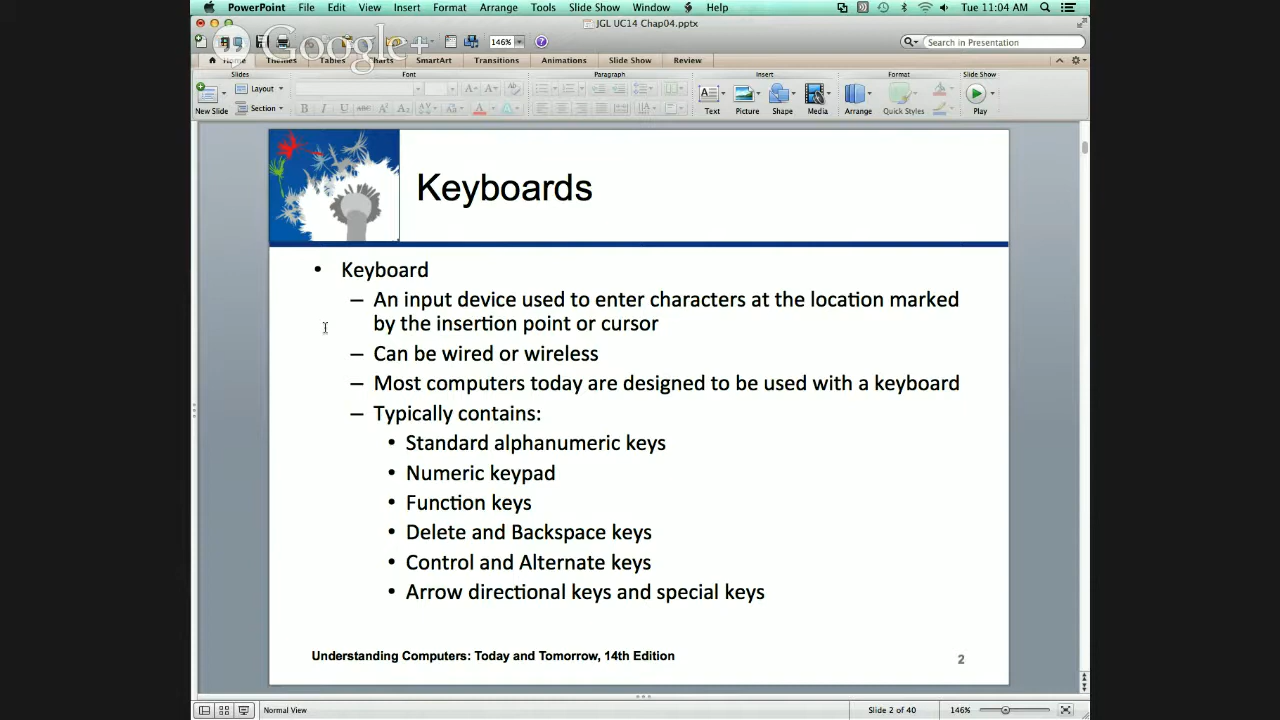 PowerPoint File Edit View Insert Format Arrange Tools Slide Show Window Help Tue 11:04 AM
JGL UC14 Chap04.pptx
Google+
146% Search in Presentation
Home Themes Tables Charts SmartArt Transitions Animations Slide Show Review
Slides Font Paragraph Insert Format Slide Show
Layout
Section
New Slide Text Picture Shape Media Arrange Quick Styles Play
Keyboards
• Keyboard
– An input device used to enter characters at the location marked
by the insertion point or cursor
– Can be wired or wireless
– Most computers today are designed to be used with a keyboard
– Typically contains:
• Standard alphanumeric keys
• Numeric keypad
• Function keys
• Delete and Backspace keys
• Control and Alternate keys
• Arrow directional keys and special keys
Understanding Computers: Today and Tomorrow, 14th Edition 2
Normal View Slide 2 of 40 146%